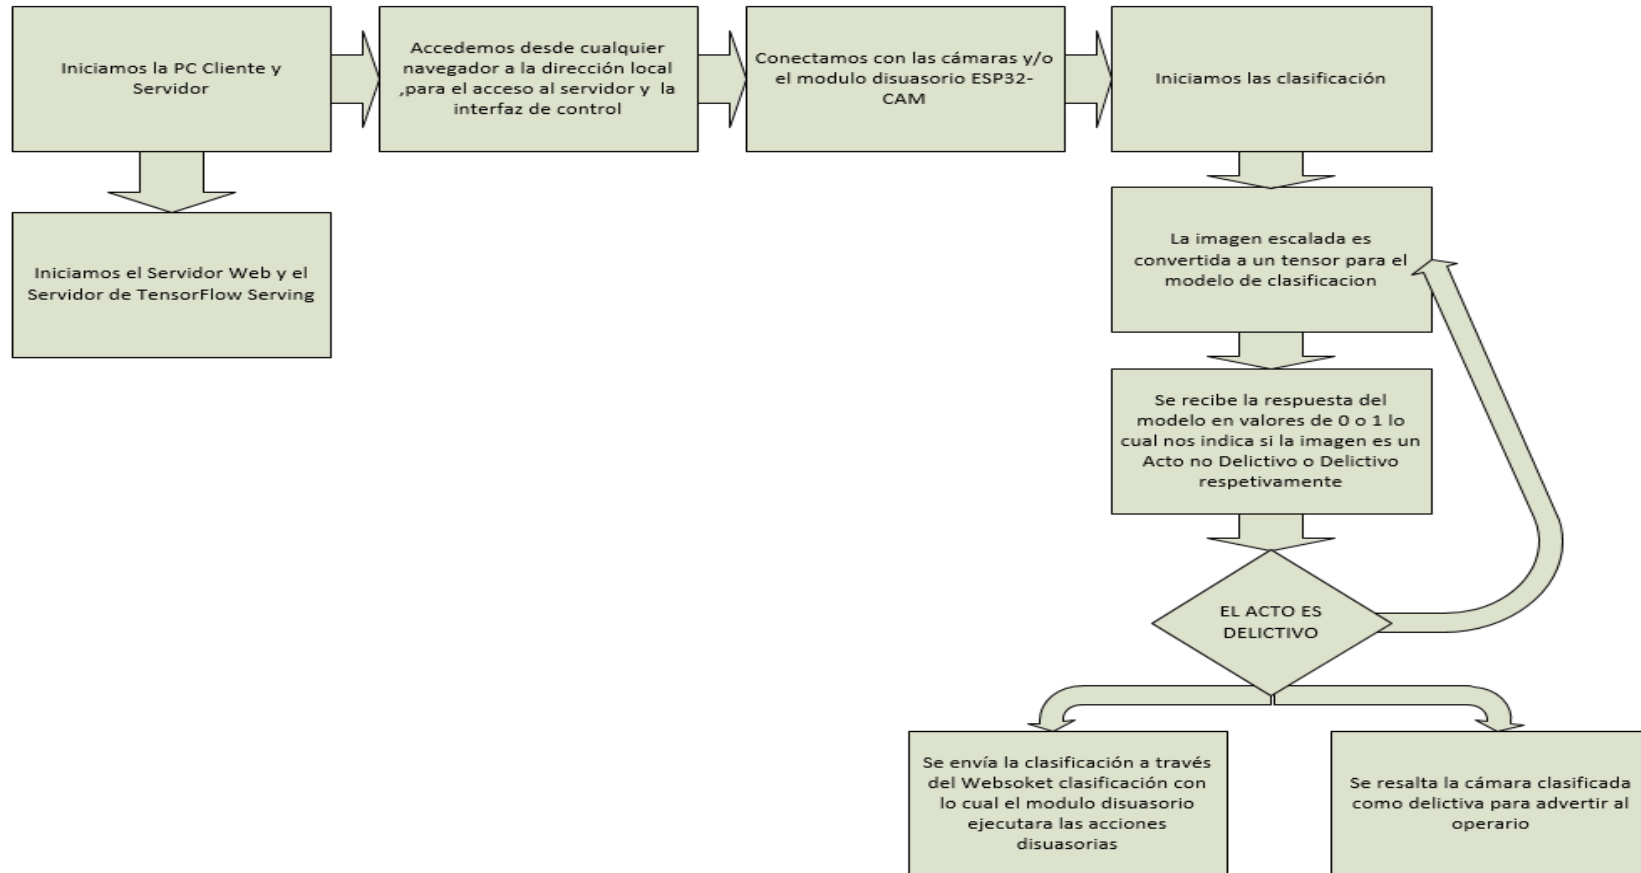 Iniciamos la PC Cliente y
Servidor
Accedemos desde cualquier
navegador a la dirección local
,para el acceso al servidor y  la
interfaz de control
Conectamos con las cámaras y/o
el modulo disuasorio ESP32-
CAM
Iniciamos las clasificación
Iniciamos el Servidor Web y el
Servidor de TensorFlow Serving
La imagen escalada es
convertida a un tensor para el
modelo de clasificacion
Se recibe la respuesta del
modelo en valores de 0 o 1 lo
cual nos indica si la imagen es un
Acto no Delictivo o Delictivo
respetivamente
EL ACTO ES
DELICTIVO
Se envía la clasificación a través
del Websoket clasificación con
lo cual el modulo disuasorio
ejecutara las acciones
disuasorias
Se resalta la cámara clasificada
como delictiva para advertir al
operario